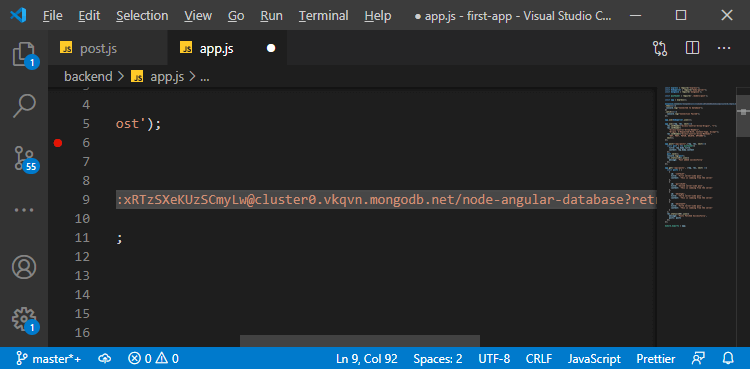 File Edit Selection View Go Run Terminal Help ● app.js - first-app - Visual Studio C...
JS post.js JS app.js ●
backend > JS app.js > ...
4
5 ost');
6
7
8
9 :xRTzSXeKUzSCmyLw@cluster0.vkqvn.mongodb.net/node-angular-database?retr
10
11 ;
12
13
14
15
16
1
55
1
master*+ 0 0 Ln 9, Col 92 Spaces: 2 UTF-8 CRLF JavaScript Prettier